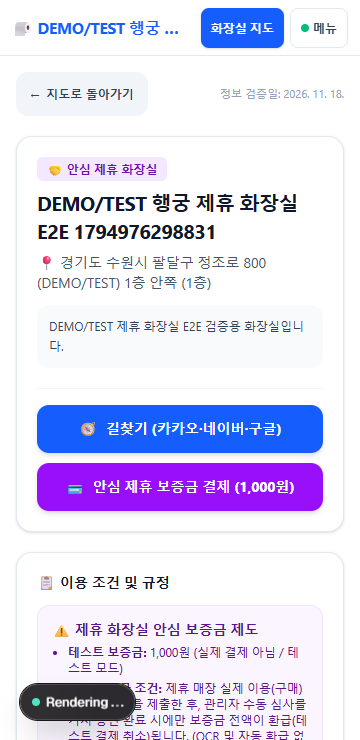 DEMO/TEST 행궁 ...
화장실 지도
메뉴
← 지도로 돌아가기
정보 검증일: 2026. 11. 18.
안심 제휴 화장실
DEMO/TEST 행궁 제휴 화장실
E2E 1794976298831
경기도 수원시 팔달구 정조로 800
(DEMO/TEST) 1층 안쪽 (1층)
DEMO/TEST 제휴 화장실 E2E 검증용 화장실입니
다.
길찾기 (카카오·네이버·구글)
안심 제휴 보증금 결제 (1,000원)
이용 조건 및 규정
제휴 화장실 안심 보증금 제도
• 테스트 보증금: 1,000원 (실제 결제 아님 / 테
스트 모드)
조건: 제휴 매장 실제 이용(구매)
를 제출한 후, 관리자 수동 심사를
완료 시에만 보증금 전액이 환급(테
스트 결제 취소)됩니다. (OCR 및 자동 환급 없
Rendering ...